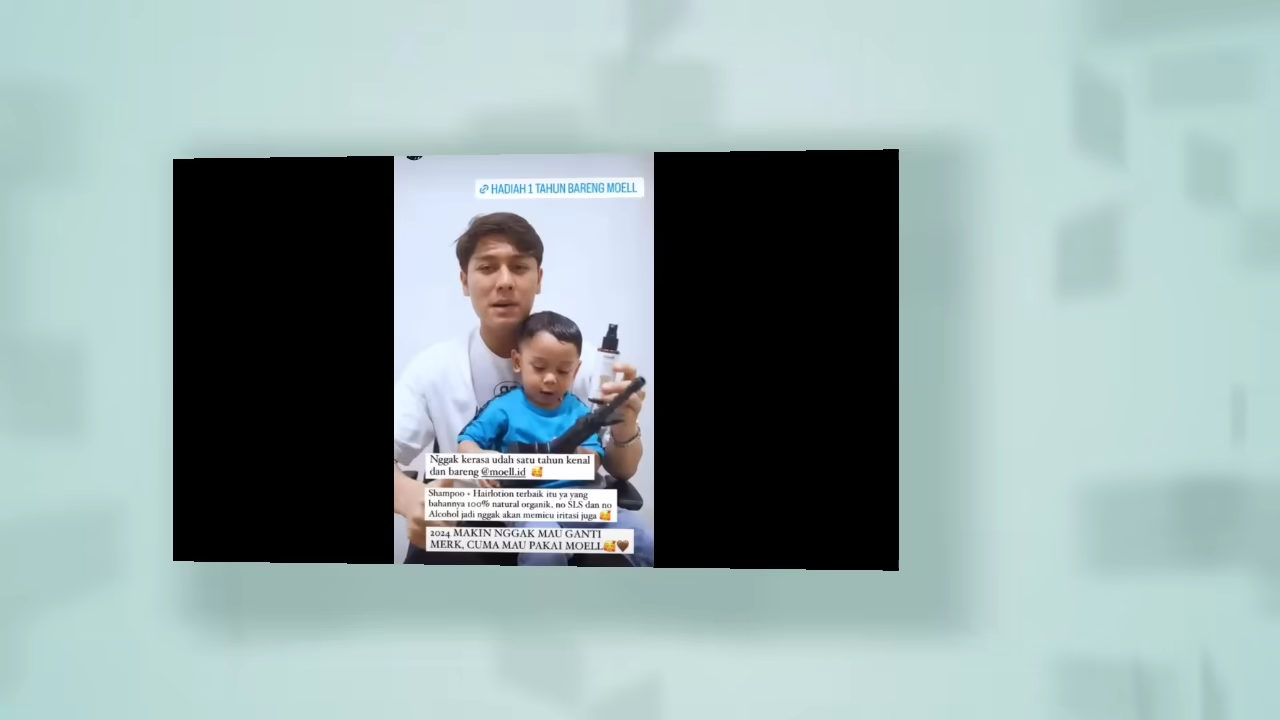 HADIAH 1 TAHUN BARENG MOELL
Nggak kerasa udah satu tahun kenal
dan bareng @moell.id 🥰
Shampoo + Hairlotion terbaik itu ya yang
bahannya 100% natural organik, no SLS dan no
Alcohol jadi nggak akan memicu iritasi juga 🥰
2024 MAKIN NGGAK MAU GANTI
MERK, CUMA MAU PAKAI MOELL🥰🤎